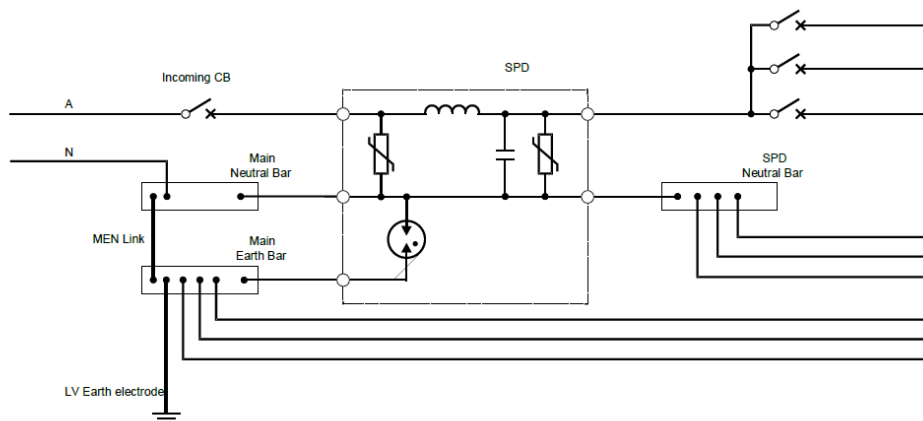 SPD
Incoming CB
A
N
Main
Neutral Bar
SPD
Neutral Bar
MEN Link
Main
Earth Bar
LV Earth electrode